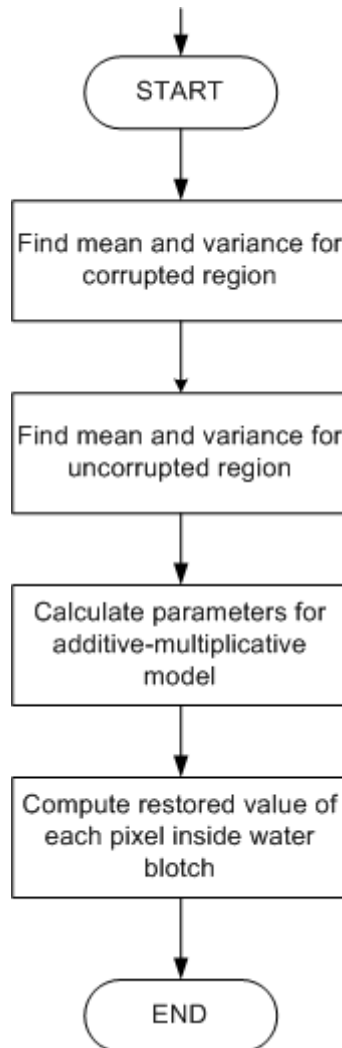 START
Find mean and variance for
corrupted region
Find mean and variance for
uncorrupted region
Calculate parameters for
additive-multiplicative
model
Compute restored value of
each pixel inside water
blotch
END